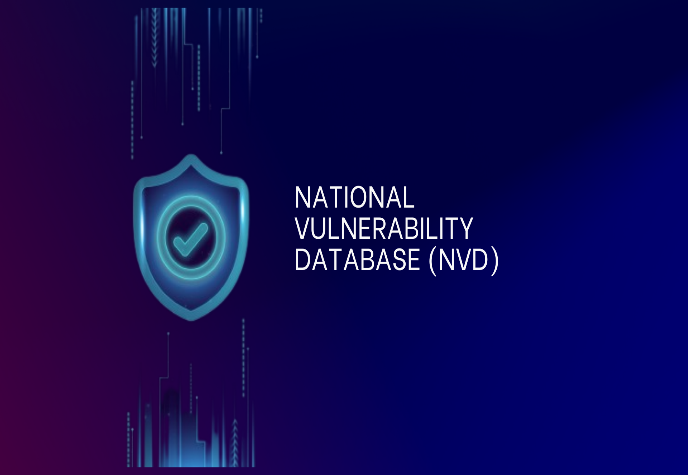 NATIONAL
VULNERABILITY
DATABASE (NVD)